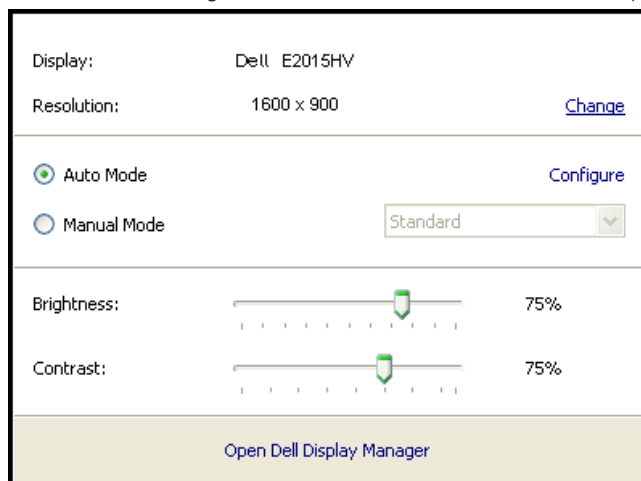 Display: Dell E2015HV
Resolution: 1600 x 900 Change
Auto Mode Configure
Manual Mode Standard
Brightness: 75%
Contrast: 75%
Open Dell Display Manager